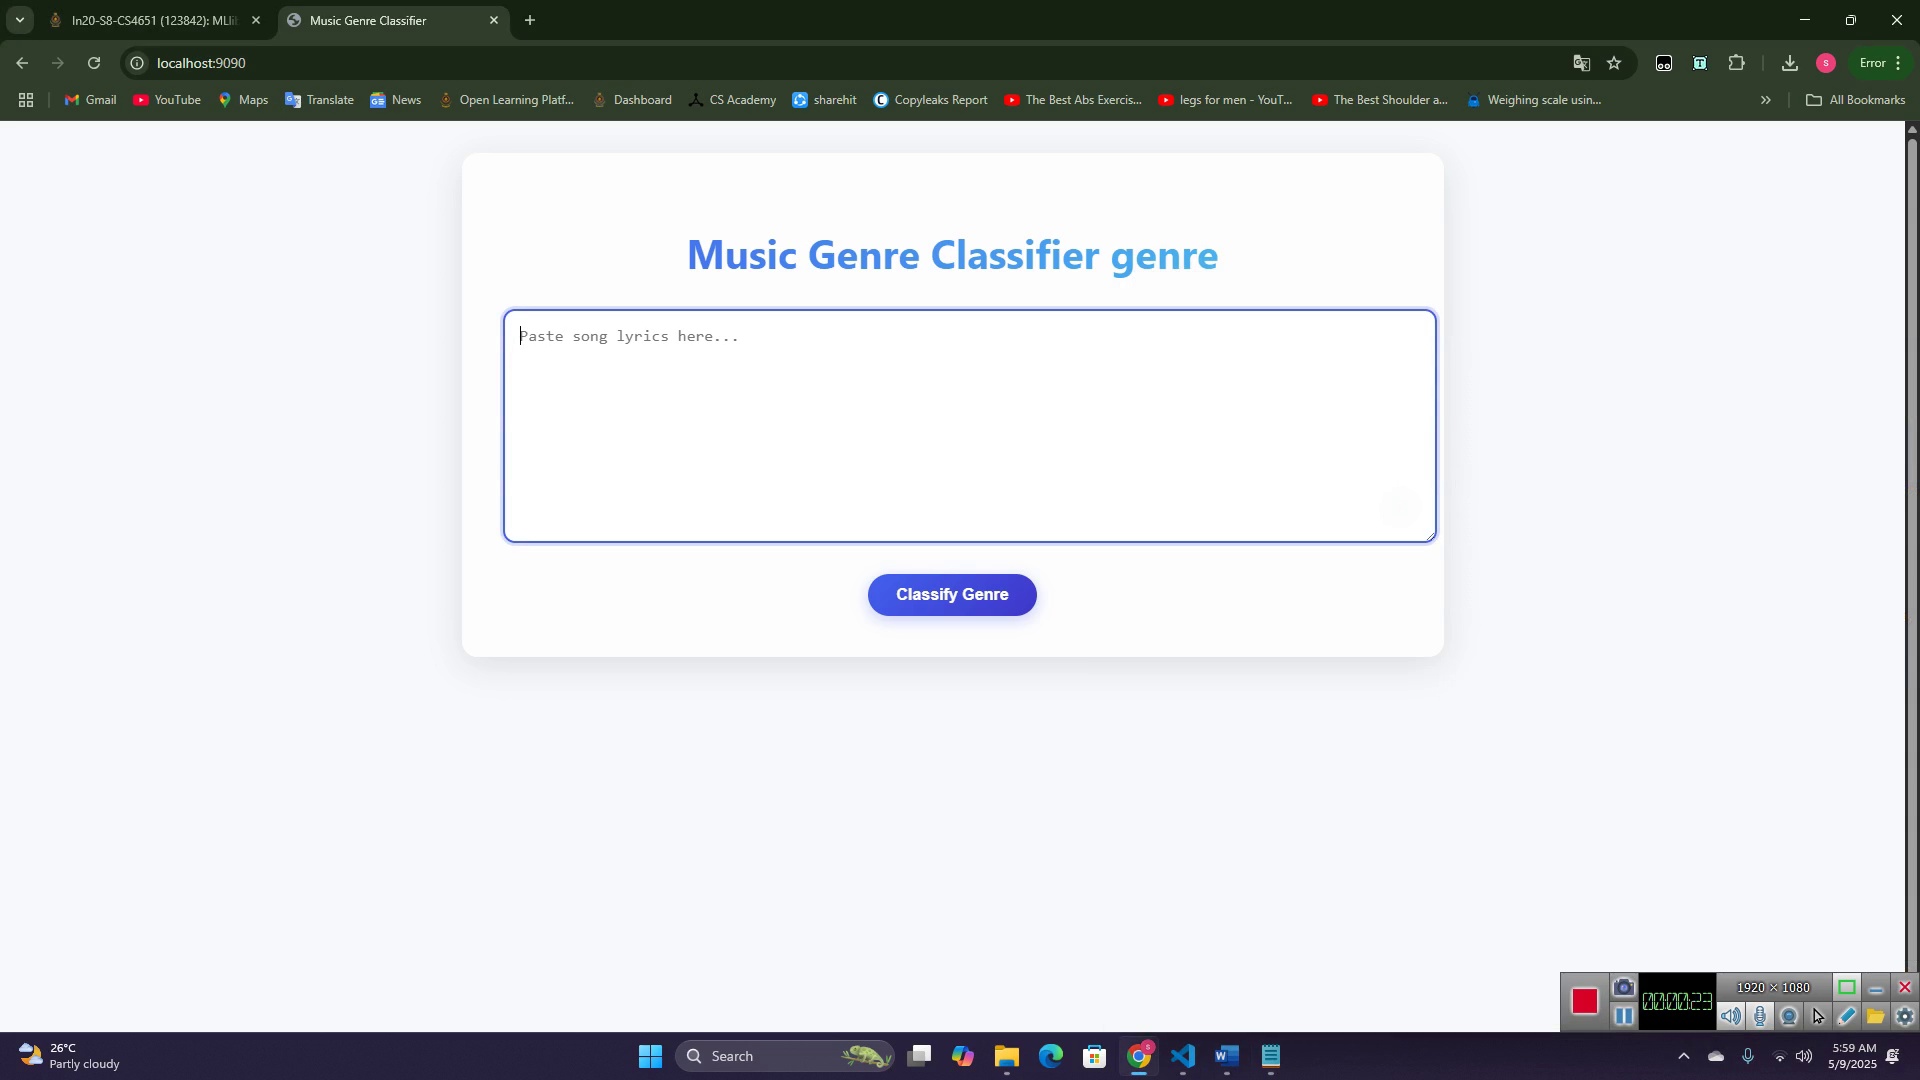 In20-S8-CS4651 (123842): MLli
Music Genre Classifier
localhost:9090
Error
Gmail
YouTube
Maps
Translate
News
Open Learning Platf...
Dashboard
CS Academy
sharehit
Copyleaks Report
The Best Abs Exercis...
legs for men - YouT...
The Best Shoulder a...
Weighing scale usin...
All Bookmarks
Music Genre Classifier genre
Paste song lyrics here...
Classify Genre
1920 × 1080
00:00:23
26°C
Partly cloudy
Search
5:59 AM
5/9/2025